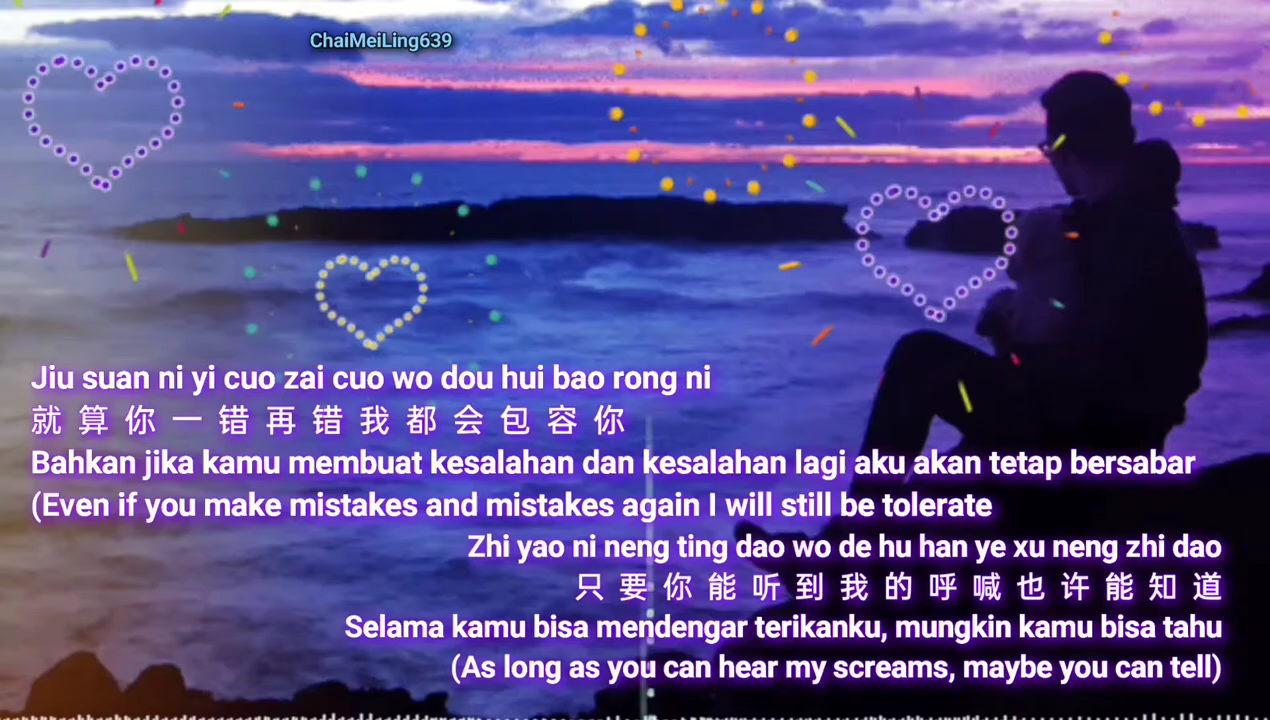 ChaiMeiLing639
Jiu suan ni yi cuo zai cuo wo dou hui bao rong ni
就 算 你 一 错 再 错 我 都 会 包 容 你
Bahkan jika kamu membuat kesalahan dan kesalahan lagi aku akan tetap bersabar
(Even if you make mistakes and mistakes again I will still be tolerate
Zhi yao ni neng ting dao wo de hu han ye xu neng zhi dao
只 要 你 能 听 到 我 的 呼 喊 也 许 能 知 道
Selama kamu bisa mendengar terikanku, mungkin kamu bisa tahu
(As long as you can hear my screams, maybe you can tell)